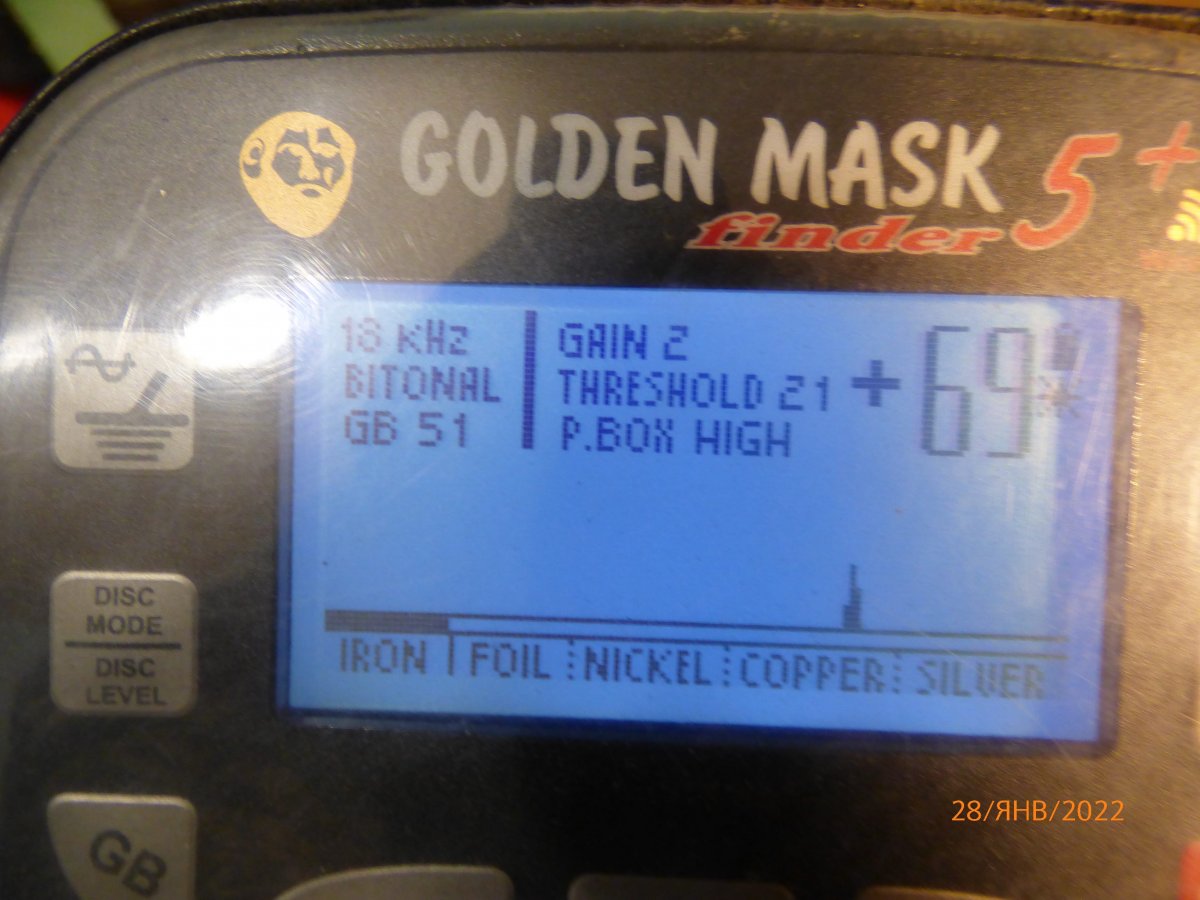 GOLDEN MASK
finder 5+
18 KHz
BITONAL
GB 51
GAIN 2
THRESHOLD 21
P.BOX HIGH
+69
DISC
MODE
DISC
LEVEL
IRON FOIL NICKEL COPPER SILVER
28/ЯНВ/2022
GB